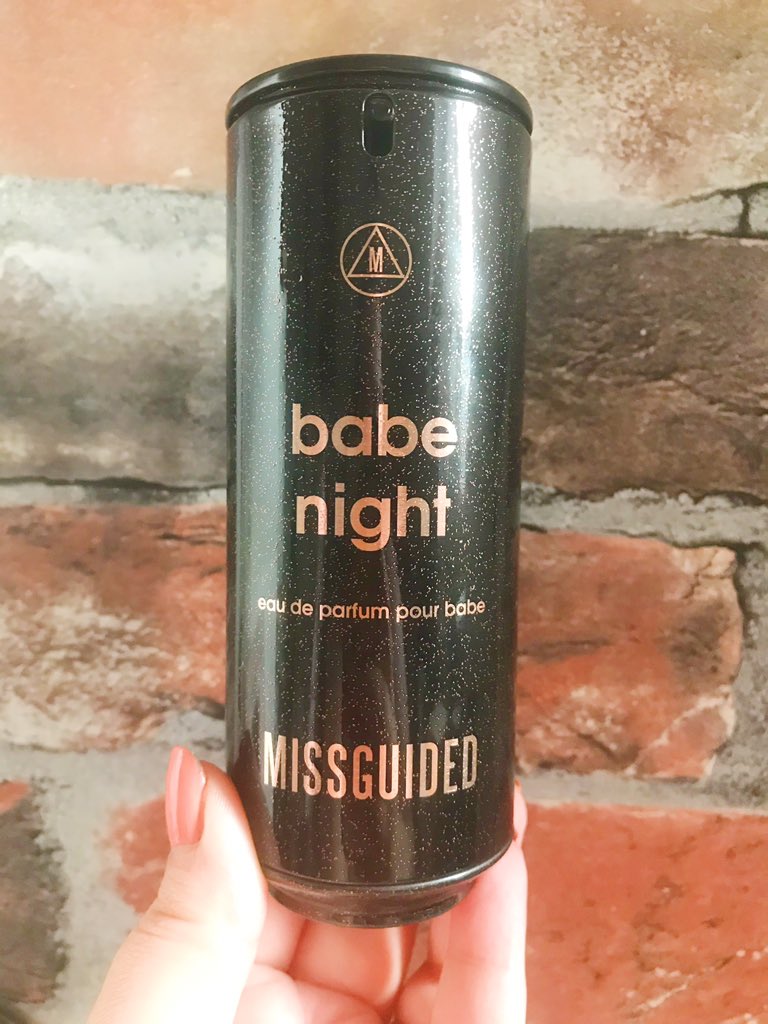 M
babe
night
eau de parfum pour babe
MISSGUIDED